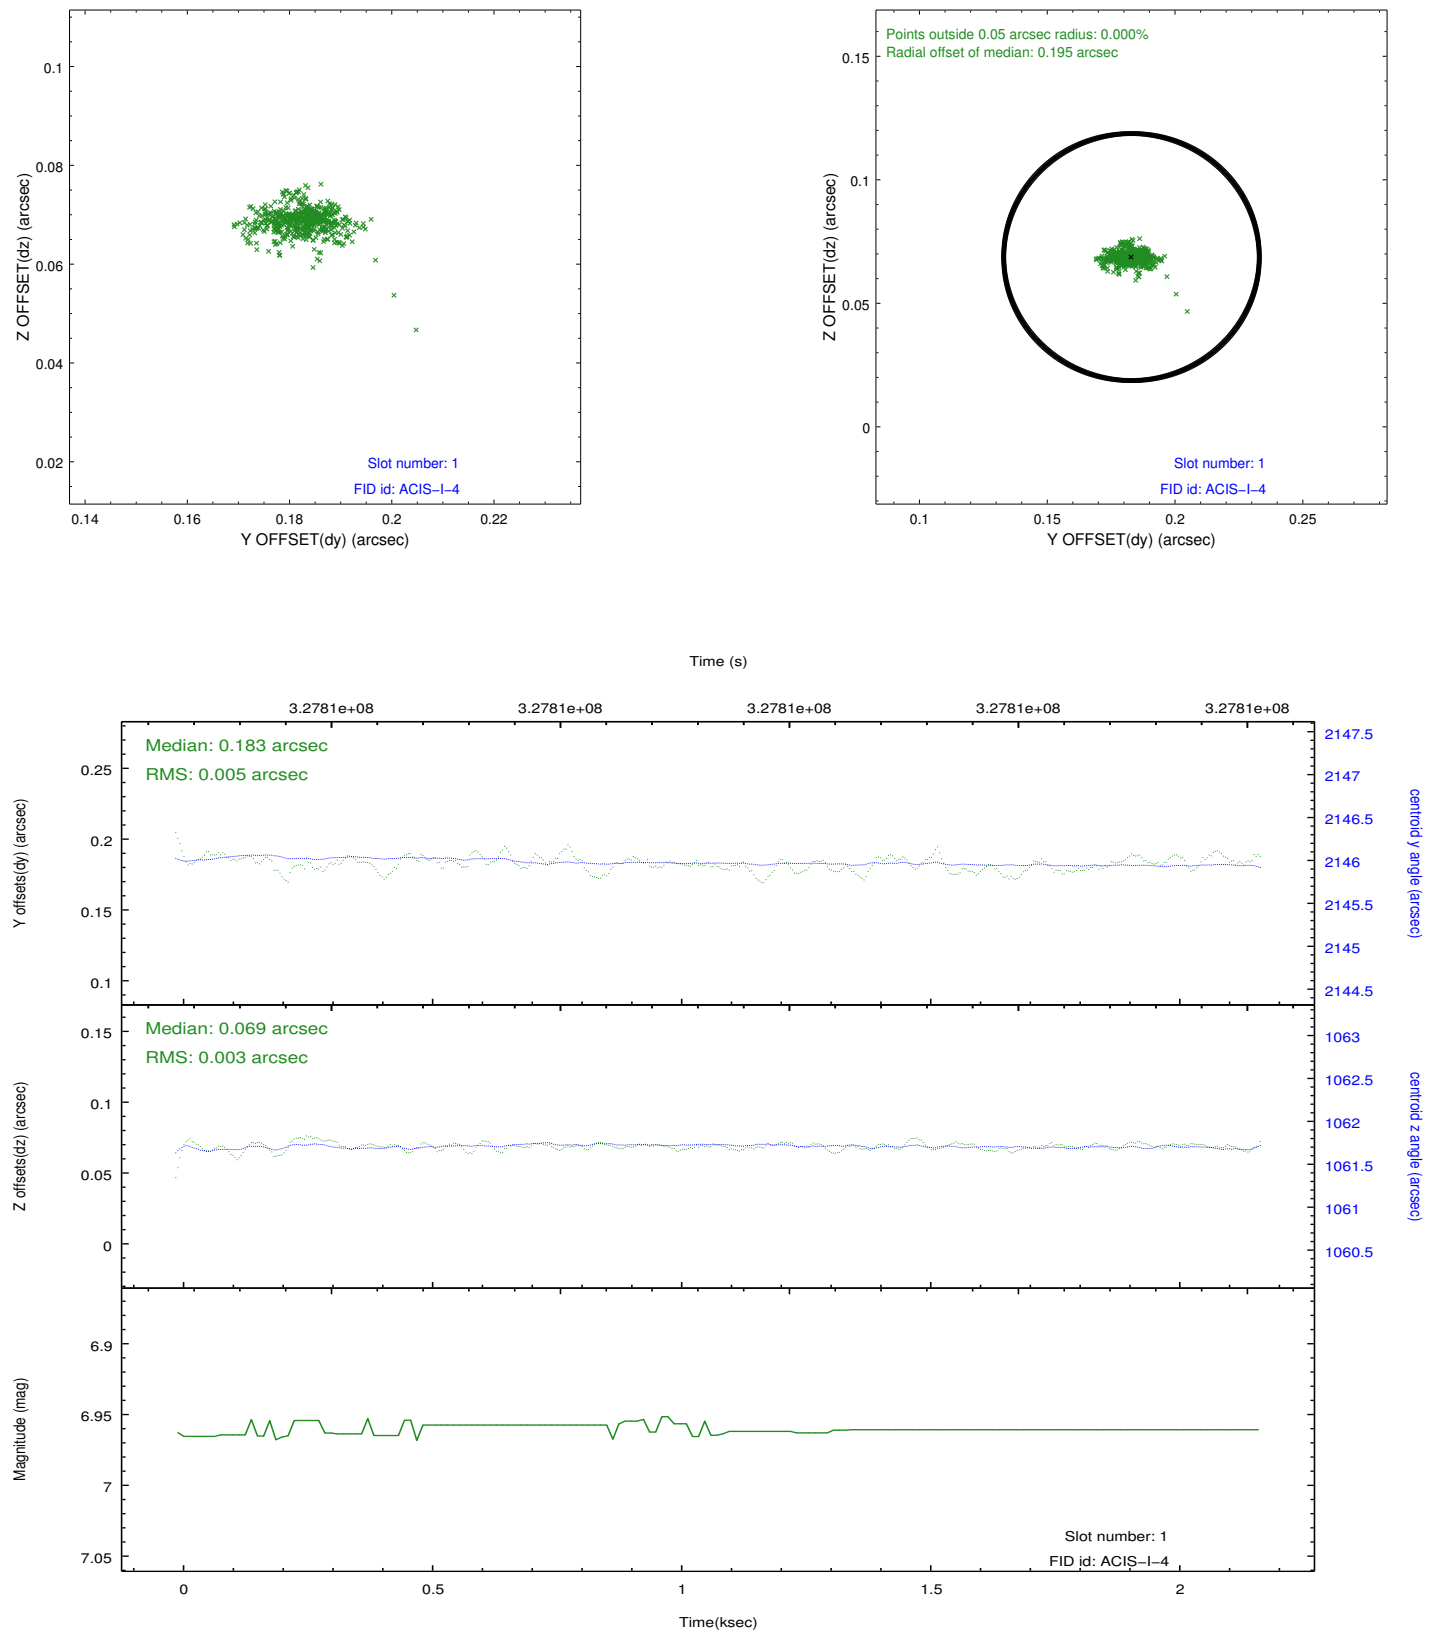 0.1
0.08
0.06
0.04
0.02
Z OFFSET(dz) (arcsec)
Slot number: 1
FID id: ACIS−I−4
0.14 0.16 0.18 0.2 0.22
Y OFFSET(dy) (arcsec)
Points outside 0.05 arcsec radius: 0.000%
Radial offset of median: 0.195 arcsec
0.15
0.1
0.05
0
Z OFFSET(dz) (arcsec)
Slot number: 1
FID id: ACIS−I−4
0.1 0.15 0.2 0.25
Y OFFSET(dy) (arcsec)
Time (s)
3.2781e+08 3.2781e+08 3.2781e+08 3.2781e+08 3.2781e+08
Median: 0.183 arcsec
RMS: 0.005 arcsec
0.25
0.2
0.15
0.1
Y offsets(dy) (arcsec)
2147.5
2147
2146.5
2146
2145.5
2145
2144.5
centroid y angle (arcsec)
Median: 0.069 arcsec
RMS: 0.003 arcsec
0.15
0.1
0.05
0
Z offsets(dz) (arcsec)
1063
1062.5
1062
1061.5
1061
1060.5
centroid z angle (arcsec)
6.9
6.95
7
7.05
Magnitude (mag)
Slot number: 1
FID id: ACIS−I−4
0 0.5 1 1.5 2
Time(ksec)